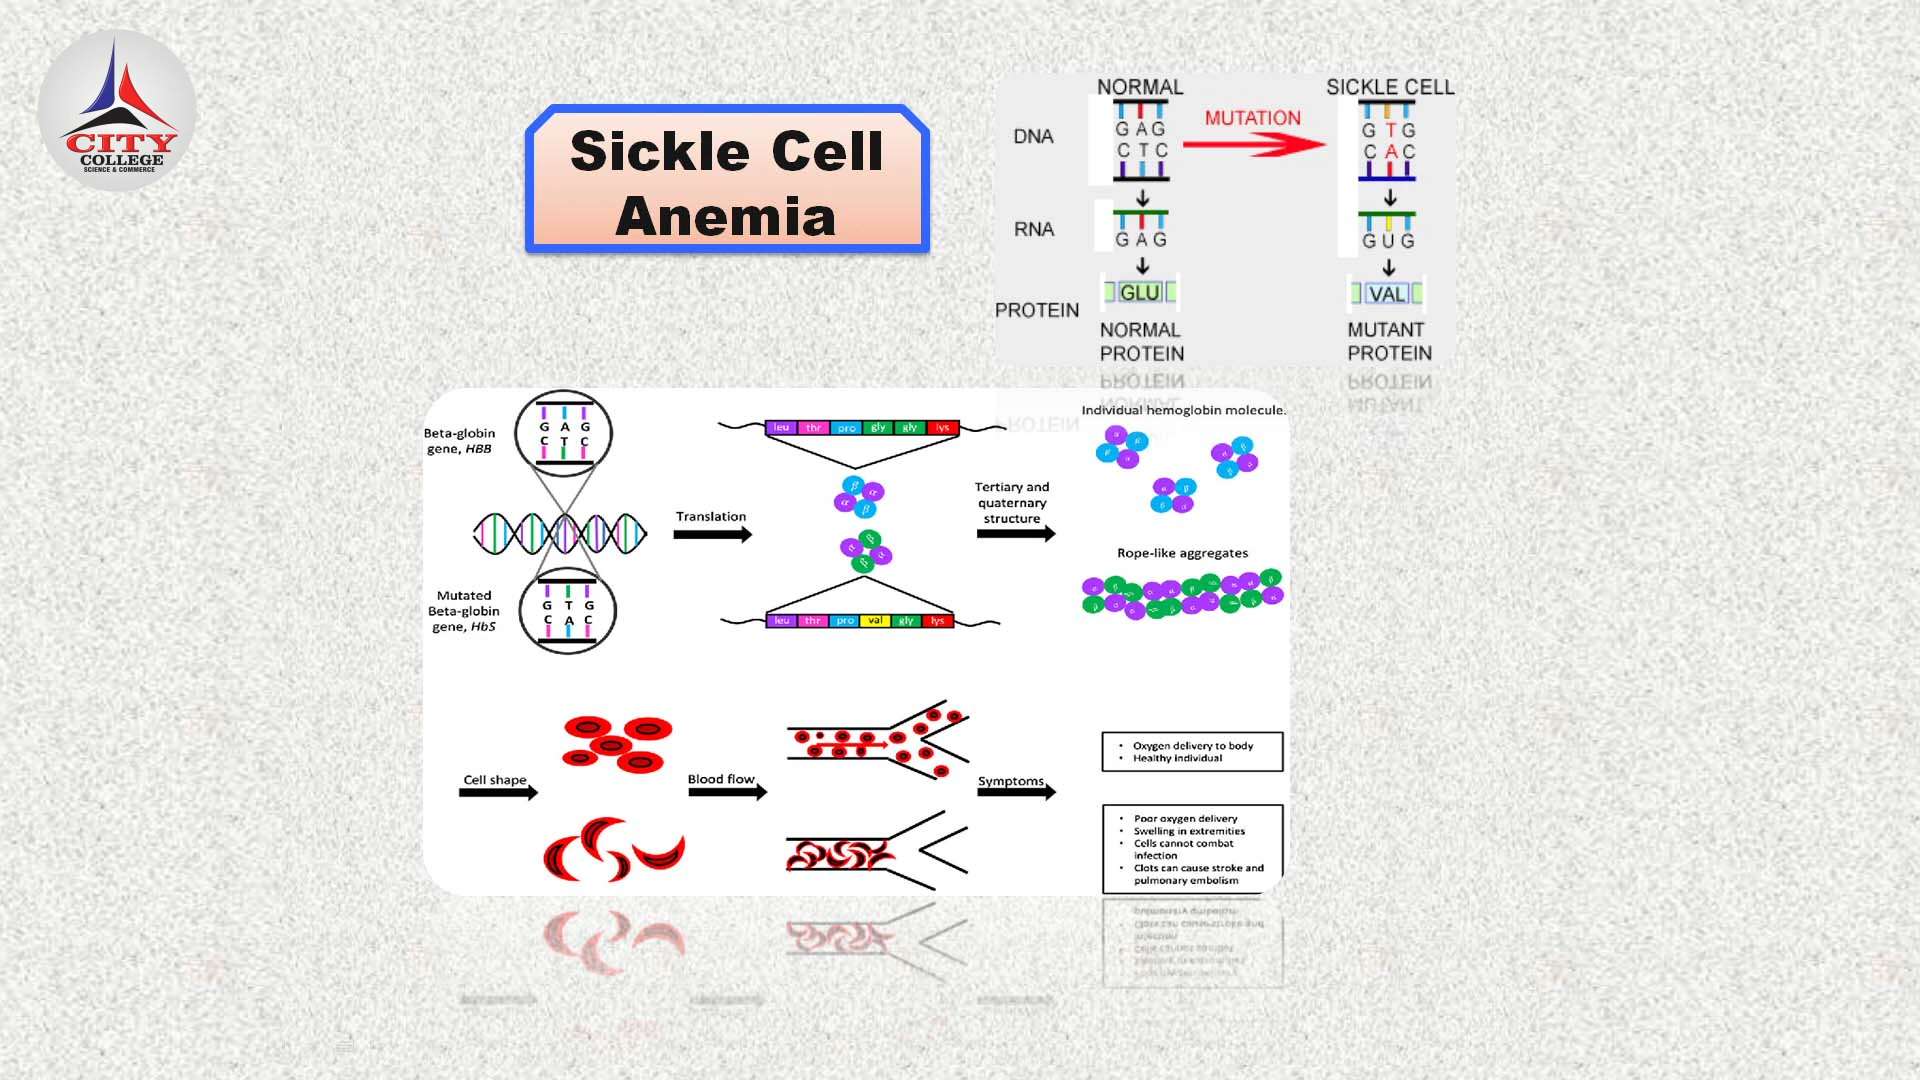 CITY
COLLEGE
SCIENCE & COMMERCE
Sickle Cell
Anemia
NORMAL
SICKLE CELL
DNA
G A G
C T C
MUTATION
G T G
C A C
RNA
G A G
G U G
PROTEIN
GLU
VAL
NORMAL
PROTEIN
MUTANT
PROTEIN
Beta-globin
gene, HBB
G A G
C T C
Translation
leu thr pro gly gly lys
β α
α β
β
α α
β
Tertiary and
quaternary
structure
Individual hemoglobin molecule.
Rope-like aggregates
Mutated
Beta-globin
gene, HbS
G T G
C A C
leu thr pro val gly lys
Cell shape
Blood flow
Symptoms
• Oxygen delivery to body
• Healthy individual
• Poor oxygen delivery
• Swelling in extremities
• Cells cannot combat
infection
• Clots can cause stroke and
pulmonary embolism